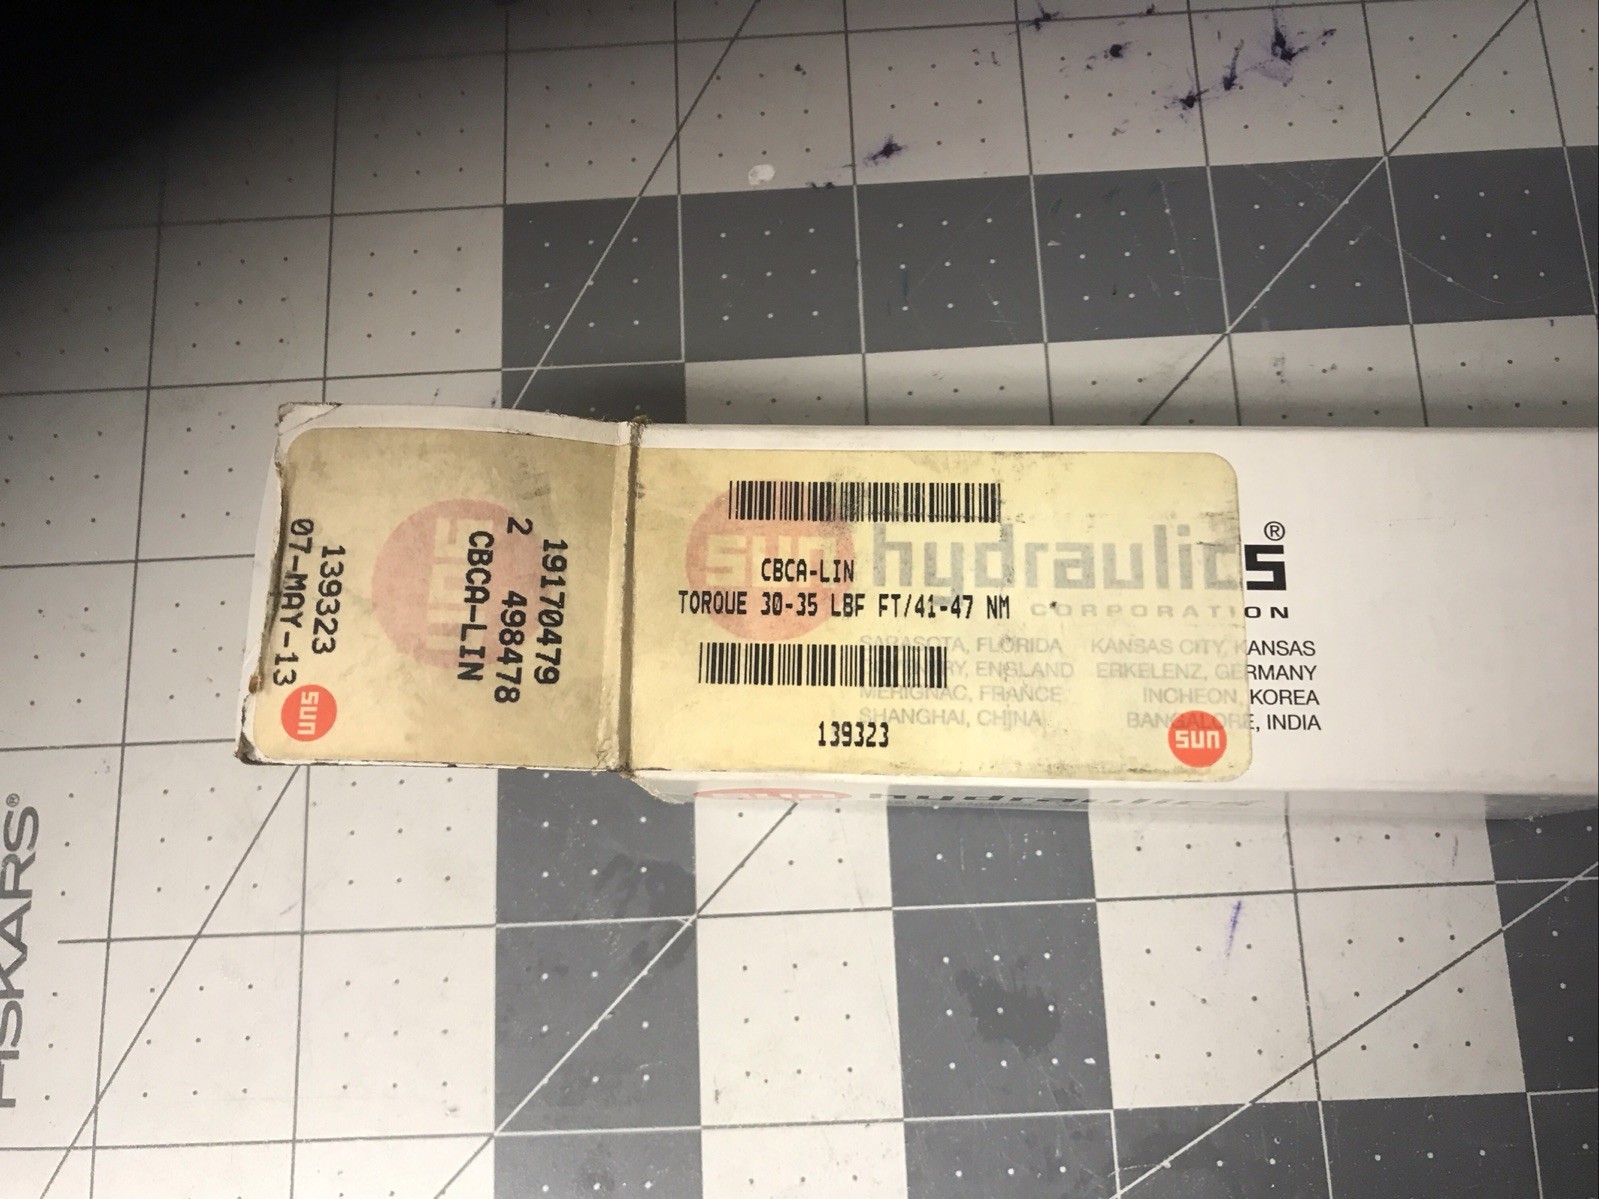 19170479
2 498478
CBCA-LIN
139323
07-MAY-13
sun
sun hydraulics®
CORPORATION
CBCA-LIN
TORQUE 30-35 LBF FT/41-47 NM
SARASOTA, FLORIDA KANSAS CITY, KANSAS
ENGLAND ERKELENZ, GERMANY
MERIGNAC, FRANCE INCHEON, KOREA
SHANGHAI, CHINA BANGALORE, INDIA
139323
sun
sun hydraulics
FISKARS®